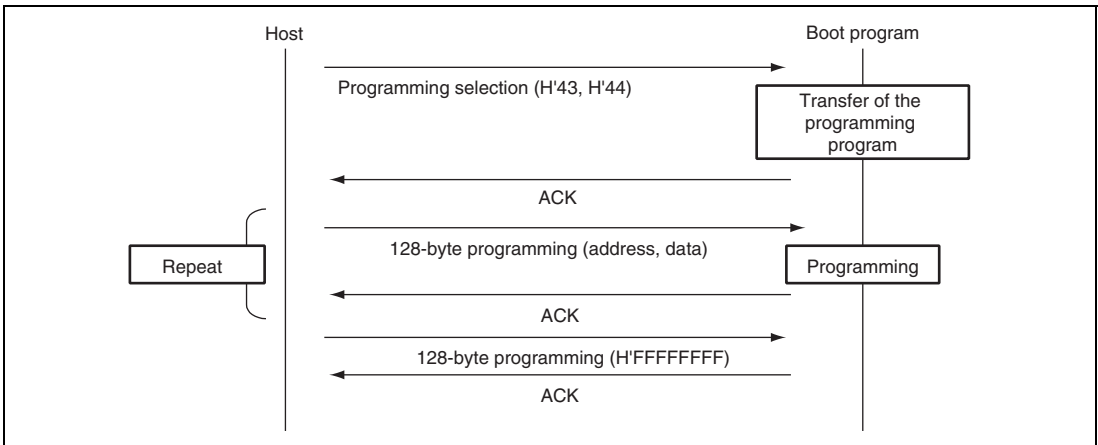 Host
Boot program
Programming selection (H'43, H'44)
Transfer of the
programming
program
ACK
128-byte programming (address, data)
Repeat
Programming
ACK
128-byte programming (H'FFFFFFFF)
ACK